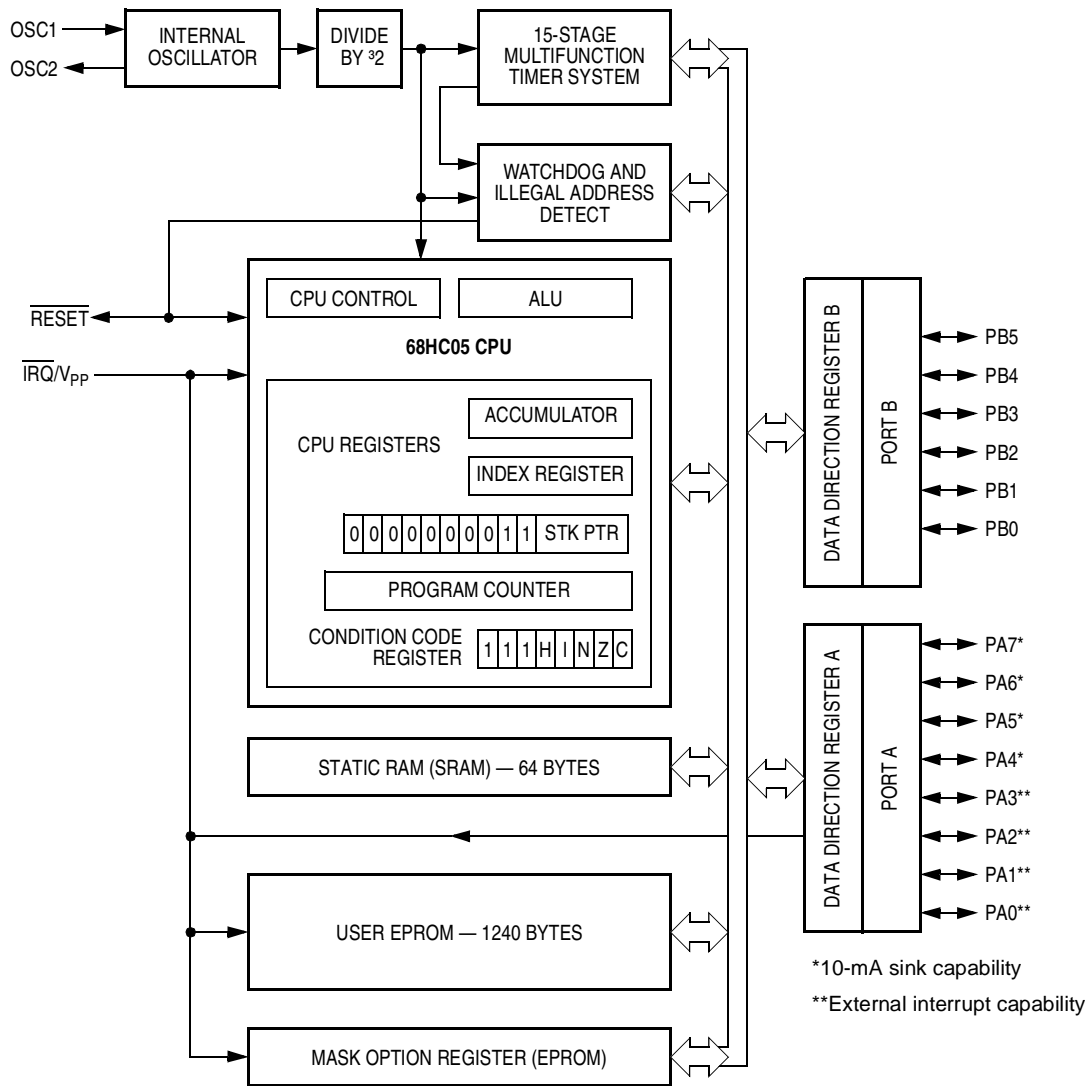 OSC1
OSC2
INTERNAL
OSCILLATOR
DIVIDE
BY ³2
15-STAGE
MULTIFUNCTION
TIMER SYSTEM
WATCHDOG AND
ILLEGAL ADDRESS
DETECT
RESET
IRQ/VPP
CPU CONTROL
ALU
68HC05 CPU
CPU REGISTERS
ACCUMULATOR
INDEX REGISTER
0 0 0 0 0 0 0 0 1 1 STK PTR
PROGRAM COUNTER
CONDITION CODE
REGISTER
1 1 1 H I N Z C
STATIC RAM (SRAM) — 64 BYTES
USER EPROM — 1240 BYTES
MASK OPTION REGISTER (EPROM)
DATA DIRECTION REGISTER B
PORT B
PB5
PB4
PB3
PB2
PB1
PB0
DATA DIRECTION REGISTER A
PORT A
PA7*
PA6*
PA5*
PA4*
PA3**
PA2**
PA1**
PA0**
*10-mA sink capability
**External interrupt capability